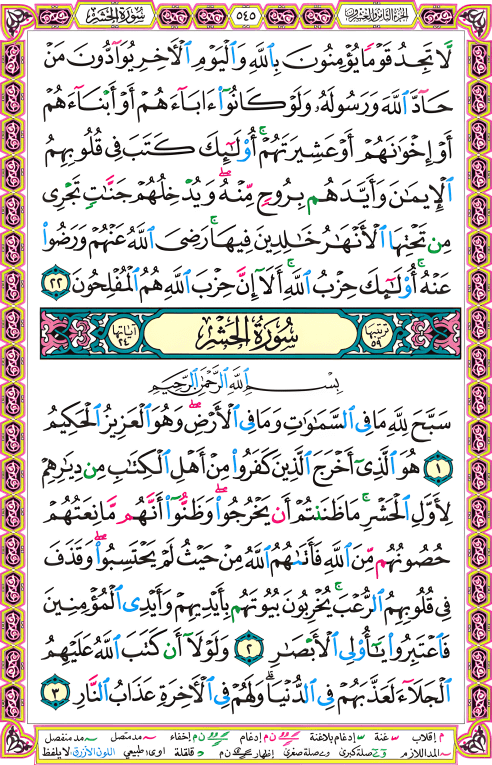 الجزء الثامن والعشرون ٥٤٥ سورة الحشر
لَّا تَجِدُ قَوْمًا يُؤْمِنُونَ بِٱللَّهِ وَٱلْيَوْمِ ٱلْأَخِرِ يُوَآدُّونَ مَنْ
حَآدَّ ٱللَّهَ وَرَسُولَهُۥ وَلَوْ كَانُوٓا۟ ءَابَآءَهُمْ أَوْ أَبْنَآءَهُمْ
أَوْ إِخْوَٰنَهُمْ أَوْ عَشِيرَتَهُمْ ۚ أُو۟لَٰٓئِكَ كَتَبَ فِى قُلُوبِهِمُ
ٱلْإِيمَٰنَ وَأَيَّدَهُم بِرُوحٍ مِّنْهُ ۖ وَيُدْخِلُهُمْ جَنَّٰتٍ تَجْرِى
مِن تَحْتِهَا ٱلْأَنْهَٰرُ خَٰلِدِينَ فِيهَا ۚ رَضِىَ ٱللَّهُ عَنْهُمْ وَرَضُوا۟
عَنْهُ ۚ أُو۟لَٰٓئِكَ حِزْبُ ٱللَّهِ ۚ أَلَآ إِنَّ حِزْبَ ٱللَّهِ هُمُ ٱلْمُفْلِحُونَ ٢٢
ترتيبها ٥٩ سُورَةُ الحَشْرِ آياتها ٢٤
بِسْمِ ٱللَّهِ ٱلرَّحْمَٰنِ ٱلرَّحِيمِ
سَبَّحَ لِلَّهِ مَا فِى ٱلسَّمَٰوَٰتِ وَمَا فِى ٱلْأَرْضِ ۖ وَهُوَ ٱلْعَزِيزُ ٱلْحَكِيمُ
١ هُوَ ٱلَّذِىٓ أَخْرَجَ ٱلَّذِينَ كَفَرُوا۟ مِنْ أَهْلِ ٱلْكِتَٰبِ مِن دِيَٰرِهِمْ
لِأَوَّلِ ٱلْحَشْرِ ۚ مَا ظَنَنتُمْ أَن يَخْرُجُوا۟ ۖ وَظَنُّوٓا۟ أَنَّهُم مَّانِعَتُهُمْ
حُصُونُهُم مِّنَ ٱللَّهِ فَأَتَىٰهُمُ ٱللَّهُ مِنْ حَيْثُ لَمْ يَحْتَسِبُوا۟ ۖ وَقَذَفَ
فِى قُلُوبِهِمُ ٱلرُّعْبَ ۚ يُخْرِبُونَ بُيُوتَهُم بِأَيْدِيهِمْ وَأَيْدِى ٱلْمُؤْمِنِينَ
فَٱعْتَبِرُوا۟ يَٰٓأُو۟لِى ٱلْأَبْصَٰرِ ٢ وَلَوْلَآ أَن كَتَبَ ٱللَّهُ عَلَيْهِمُ
ٱلْجَلَآءَ لَعَذَّبَهُمْ فِى ٱلدُّنْيَا ۖ وَلَهُمْ فِى ٱلْأَخِرَةِ عَذَابُ ٱلنَّارِ ٣
م إقلاب غنة إدغام بلاغنة إدغام ن م إخفاء مد متصل مد منفصل
المد اللازم صلة كبرى صلة صغرى إظهار ن م قلقلة اوى طبيعي اللون الأزرق لا يلفظ